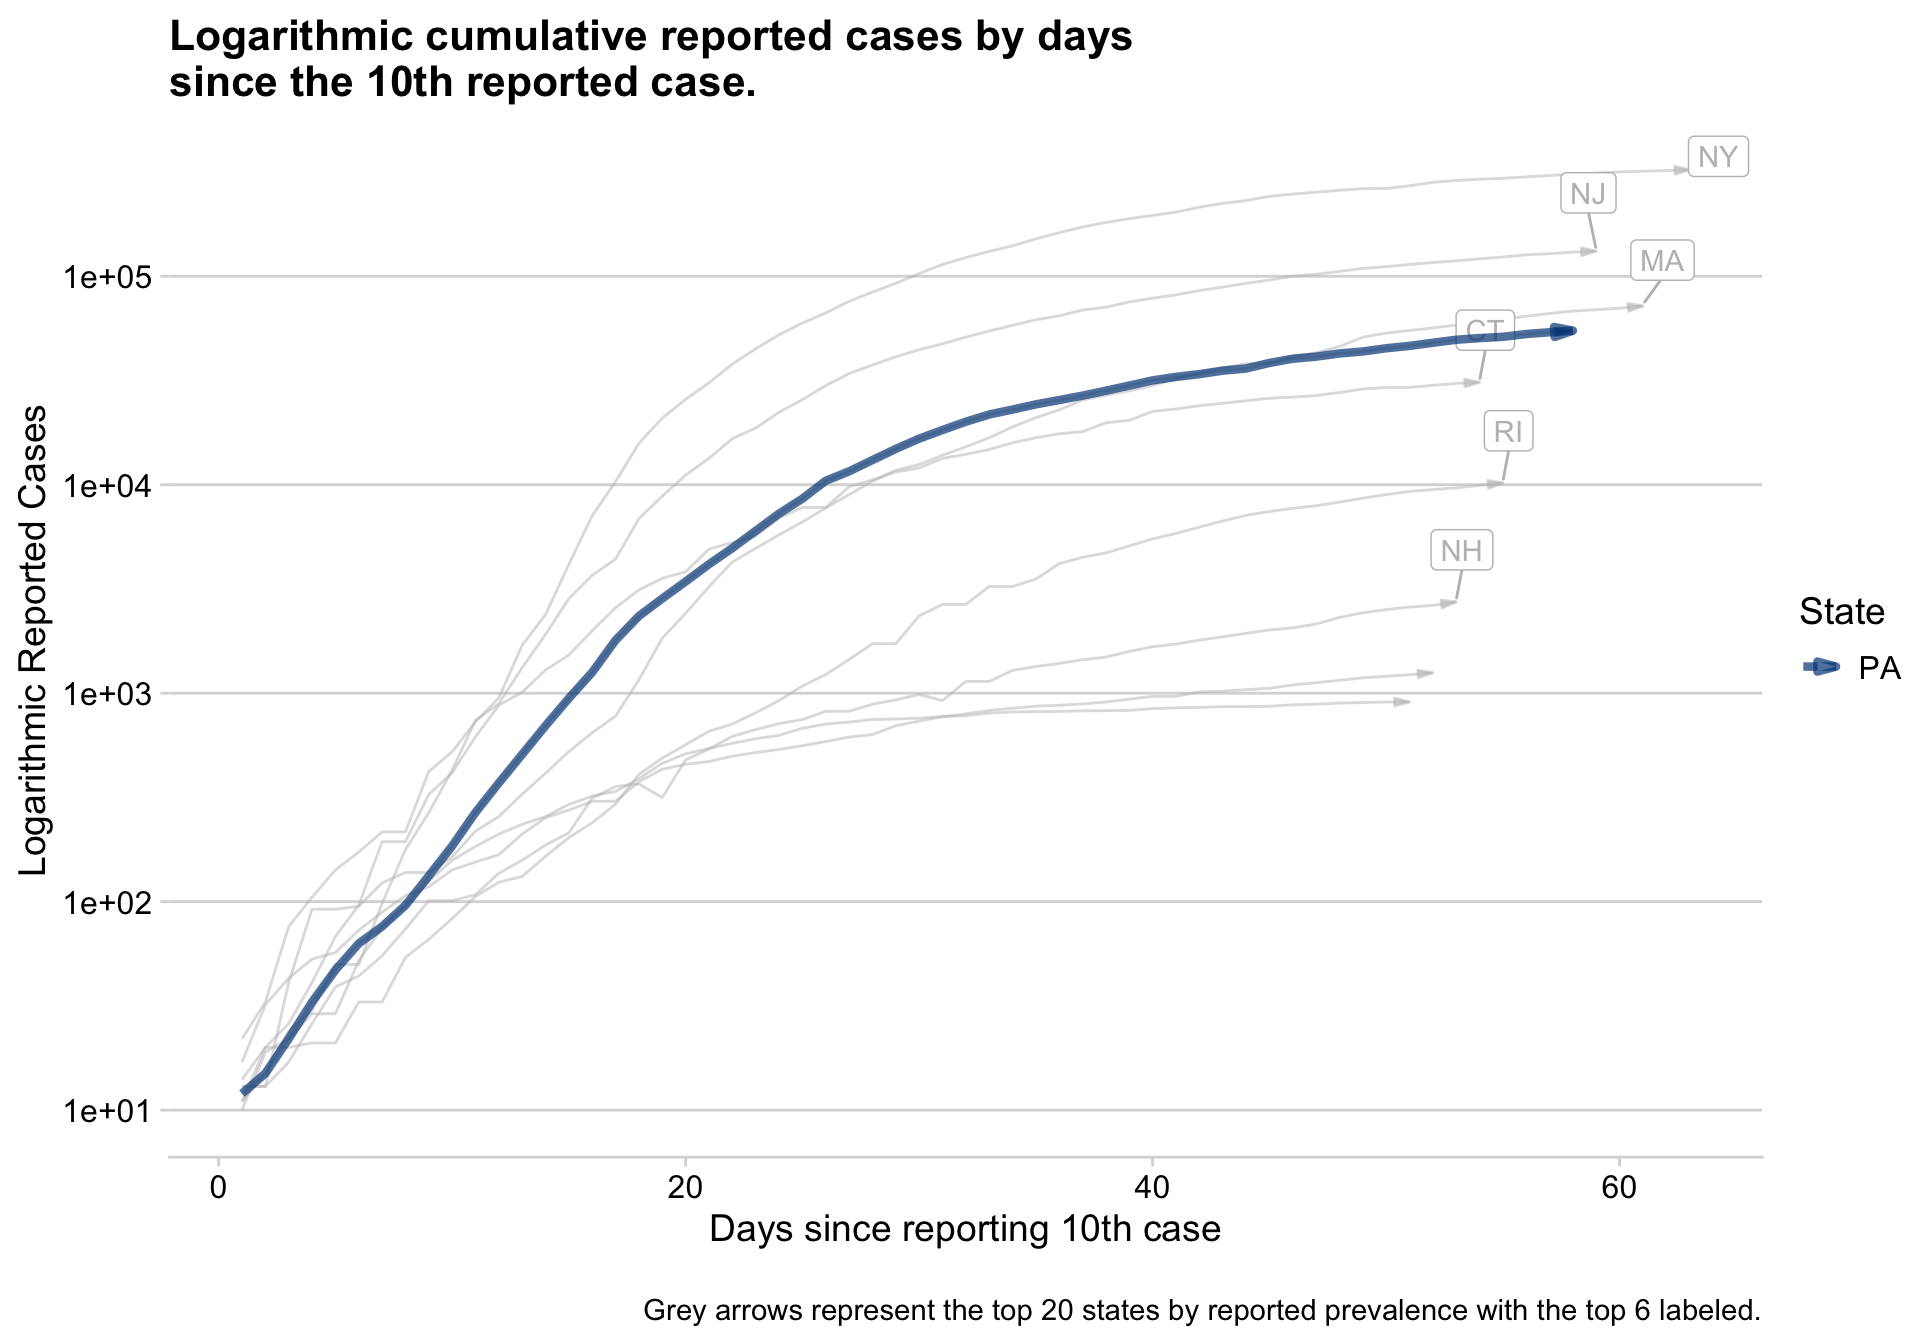 Logarithmic cumulative reported cases by days
since the 10th reported case.
NY
NJ
MA
1e+05
CT
RI
1e+04
NH
State
PA
1e+03
1e+02
1e+01
Logarithmic Reported Cases
0 20 40 60
Days since reporting 10th case
Grey arrows represent the top 20 states by reported prevalence with the top 6 labeled.